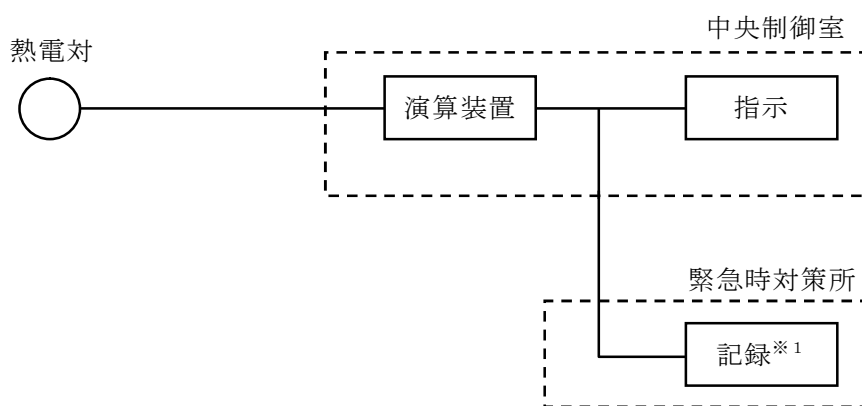 中央制御室
熱電対
演算装置
指示
緊急時対策所
記録※1